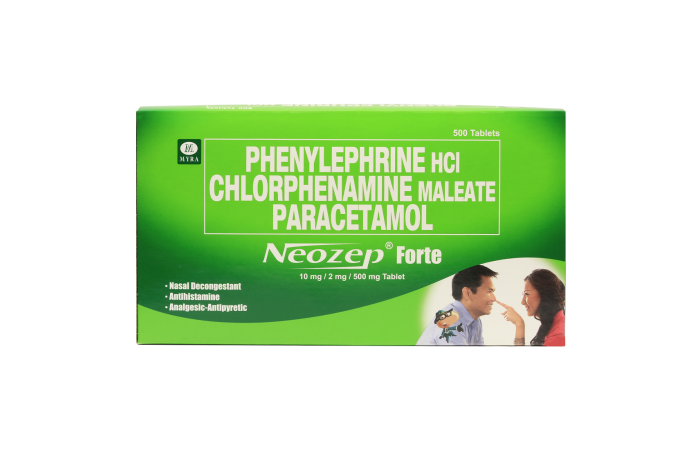 500 Tablets
MYRA
PHENYLEPHRINE HCl
CHLORPHENAMINE MALEATE
PARACETAMOL
Neozep® Forte
10 mg / 2 mg / 500 mg Tablet
• Nasal Decongestant
• Antihistamine
• Analgesic-Antipyretic